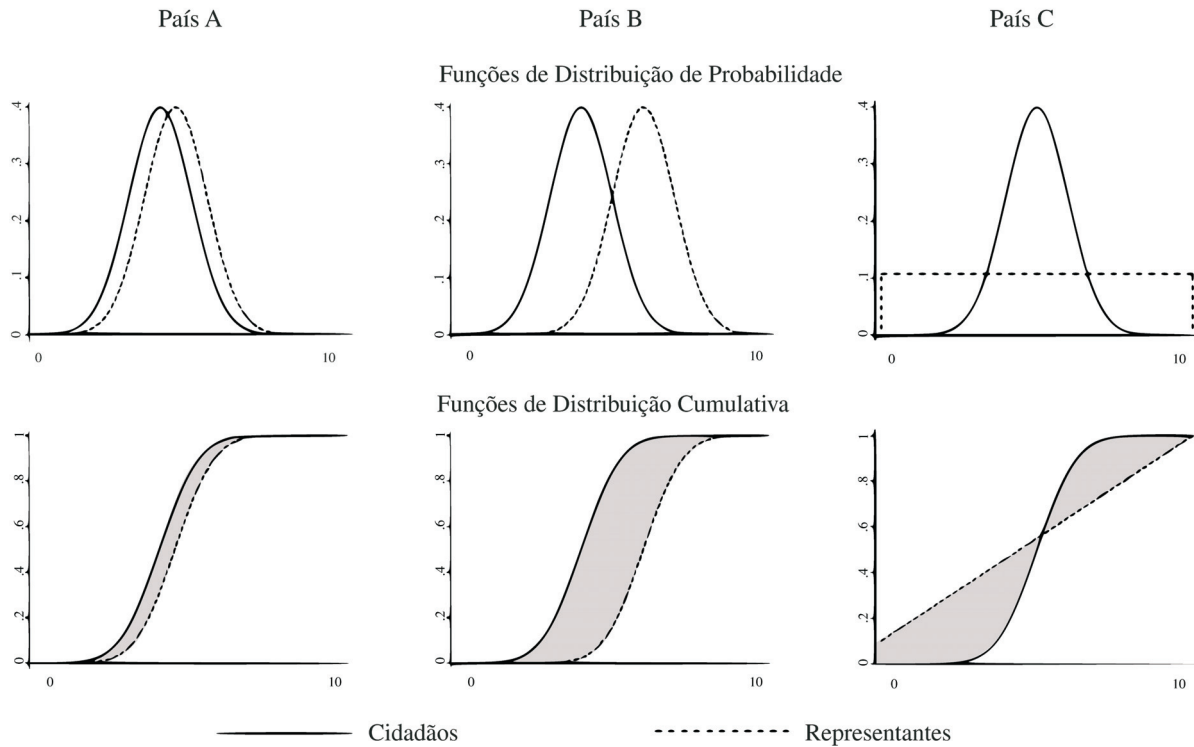 País A País B País C
Funções de Distribuição de Probabilidade
.4 .4 .4
.3 .3 .3
.2 .2 .2
.1 .1 .1
0 0 0
0 10 0 10 0 10
Funções de Distribuição Cumulativa
1 1 1
.8 .8 .8
.6 .6 .6
.4 .4 .4
.2 .2 .2
0 0 0
0 10 0 10 0 10
Cidadãos Representantes